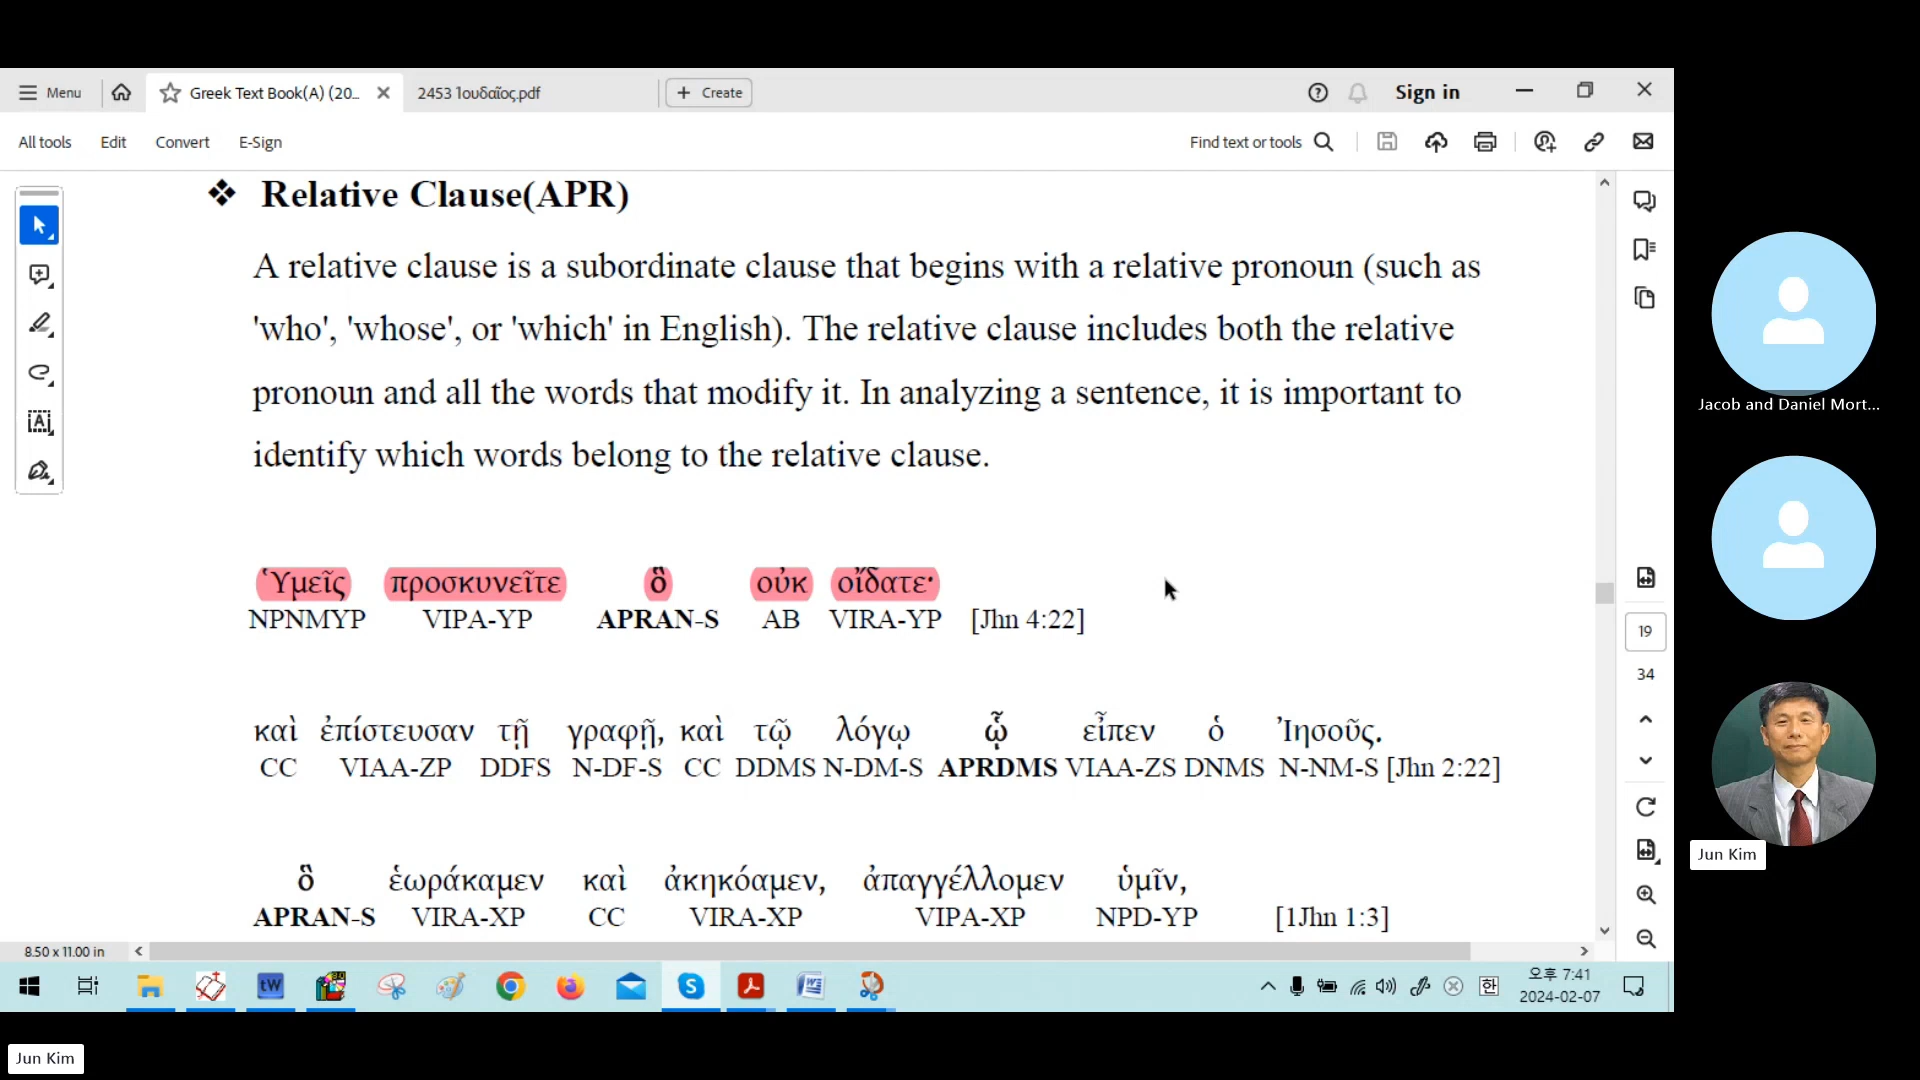 Menu
Greek Text Book(A) (20...
2453 Ἰουδαῖος.pdf
Create
Sign in
All tools
Edit
Convert
E-Sign
Find text or tools
❖ Relative Clause(APR)
A relative clause is a subordinate clause that begins with a relative pronoun (such as
'who', 'whose', or 'which' in English). The relative clause includes both the relative
pronoun and all the words that modify it. In analyzing a sentence, it is important to
identify which words belong to the relative clause.
Ὑμεῖς προσκυνεῖτε ὃ οὐκ οἴδατε·
NPNMYP VIPA-YP APRAN-S AB VIRA-YP [Jhn 4:22]
καὶ ἐπίστευσαν τῇ γραφῇ, καὶ τῷ λόγῳ ᾧ εἶπεν ὁ Ἰησοῦς.
CC VIAA-ZP DDFS N-DF-S CC DDMS N-DM-S APRDMS VIAA-ZS DNMS N-NM-S [Jhn 2:22]
ὃ ἑωράκαμεν καὶ ἀκηκόαμεν, ἀπαγγέλλομεν ὑμῖν,
APRAN-S VIRA-XP CC VIRA-XP VIPA-XP NPD-YP [1Jhn 1:3]
19
34
8.50 x 11.00 in
tW
한
오후 7:41
2024-02-07
Jacob and Daniel Mort...
Jun Kim
Jun Kim